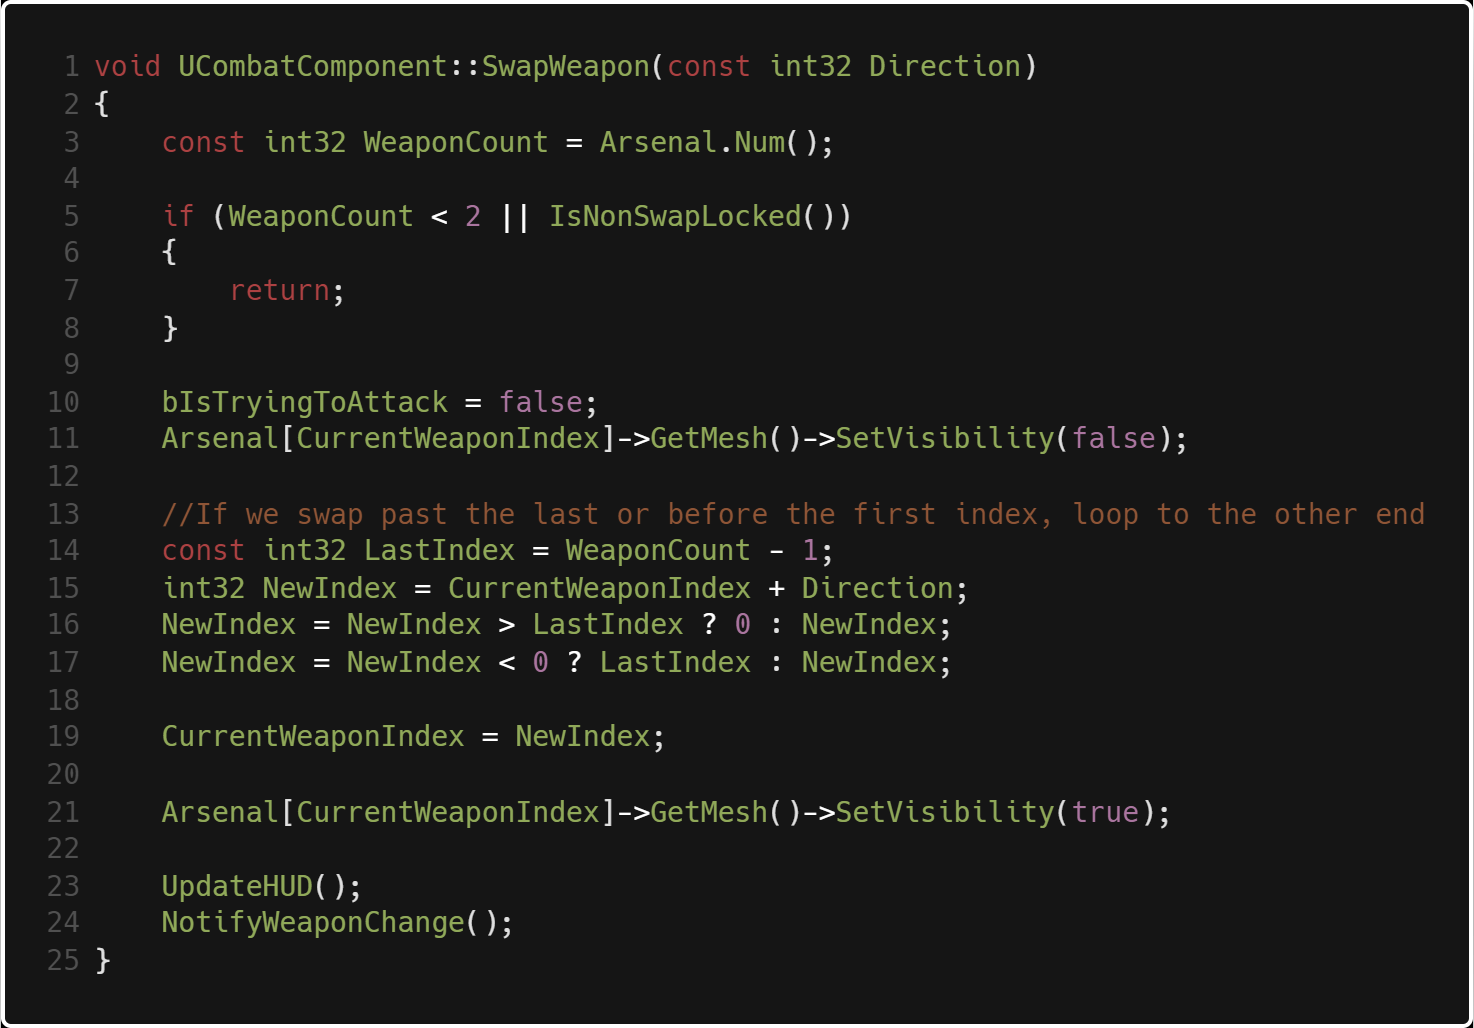 1 void UCombatComponent::SwapWeapon(const int32 Direction)
2 {
3     const int32 WeaponCount = Arsenal.Num();
4
5     if (WeaponCount < 2 || IsNonSwapLocked())
6     {
7         return;
8     }
9
10     bIsTryingToAttack = false;
11     Arsenal[CurrentWeaponIndex]->GetMesh()->SetVisibility(false);
12
13     //If we swap past the last or before the first index, loop to the other end
14     const int32 LastIndex = WeaponCount - 1;
15     int32 NewIndex = CurrentWeaponIndex + Direction;
16     NewIndex = NewIndex > LastIndex ? 0 : NewIndex;
17     NewIndex = NewIndex < 0 ? LastIndex : NewIndex;
18
19     CurrentWeaponIndex = NewIndex;
20
21     Arsenal[CurrentWeaponIndex]->GetMesh()->SetVisibility(true);
22
23     UpdateHUD();
24     NotifyWeaponChange();
25 }